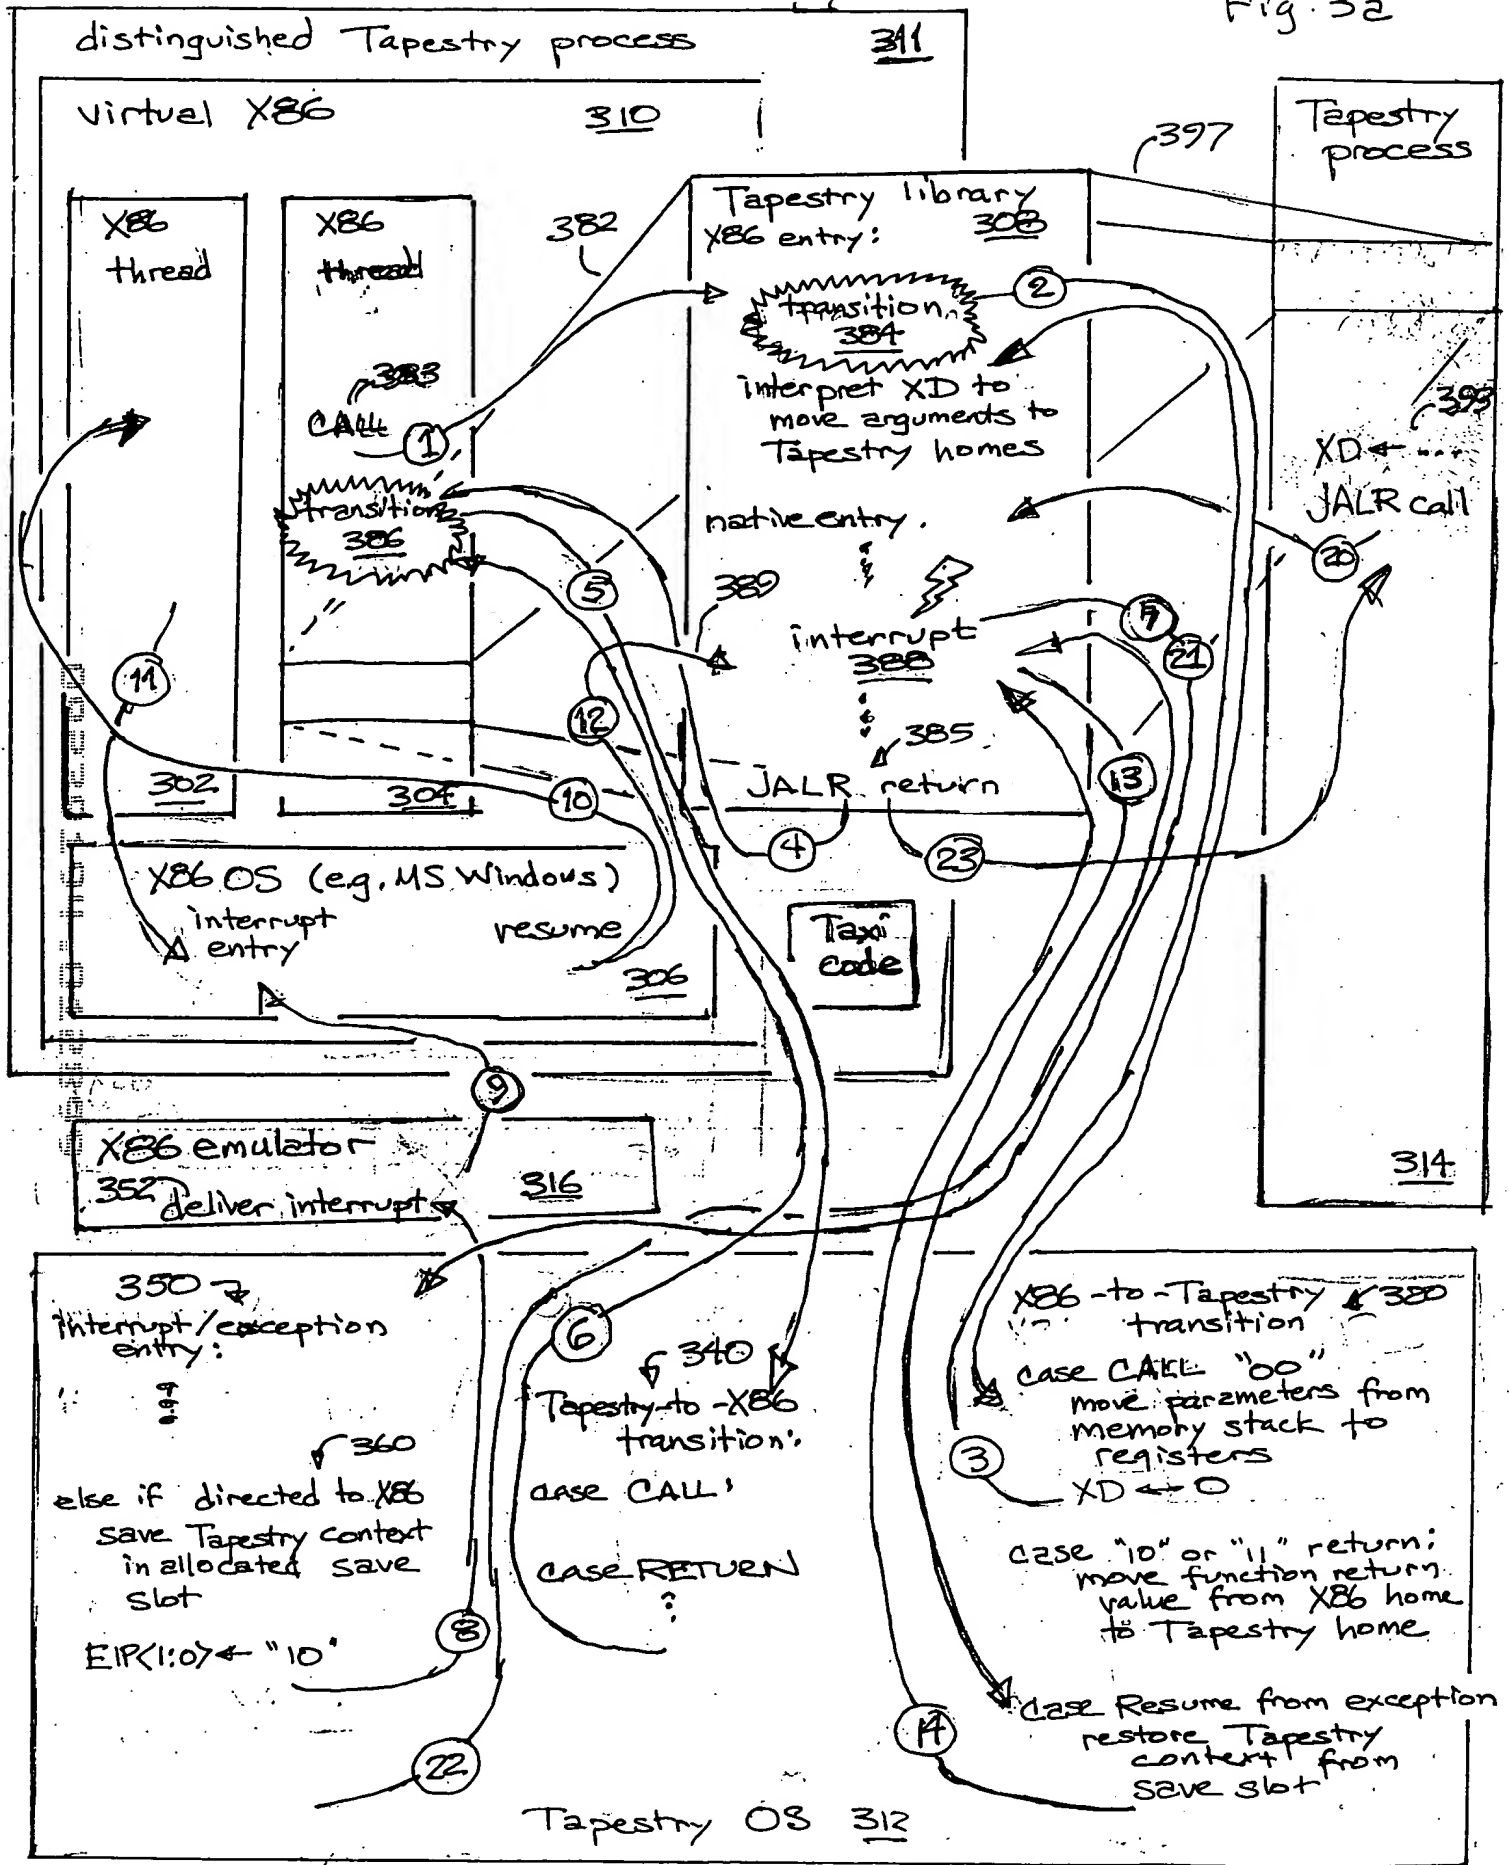 Fig. 3a
distinguished Tapestry process 311
virtual X86 310
X86
thread
302
X86
thread
383
CALL
1
transition
386
304
382
397
Tapestry library
308
X86 entry:
transition
384
2
interpret XD to
move arguments to
Tapestry homes
native entry.
389
interrupt
388
385
JALR return
Tapestry
process
393
XD ← ....
JALR call
20
314
5
7
21
11
12
10
13
4
23
X86 OS (e.g. MS Windows)
interrupt
entry
resume
306
Taxi
code
9
X86 emulator
352 deliver interrupt
316
350
interrupt/exception
entry:
360
else if directed to X86
save Tapestry context
in allocated save
slot
EIP<1:0> ← "10"
8
22
6
340
Tapestry-to-X86
transition:
case CALL:
case RETURN
X86-to-Tapestry
transition
320
case CALL "00"
move parameters from
memory stack to
registers
XD ← 0
3
case "10" or "11" return:
move function return
value from X86 home
to Tapestry home
case Resume from exception
restore Tapestry
context from
save slot
14
Tapestry OS 312